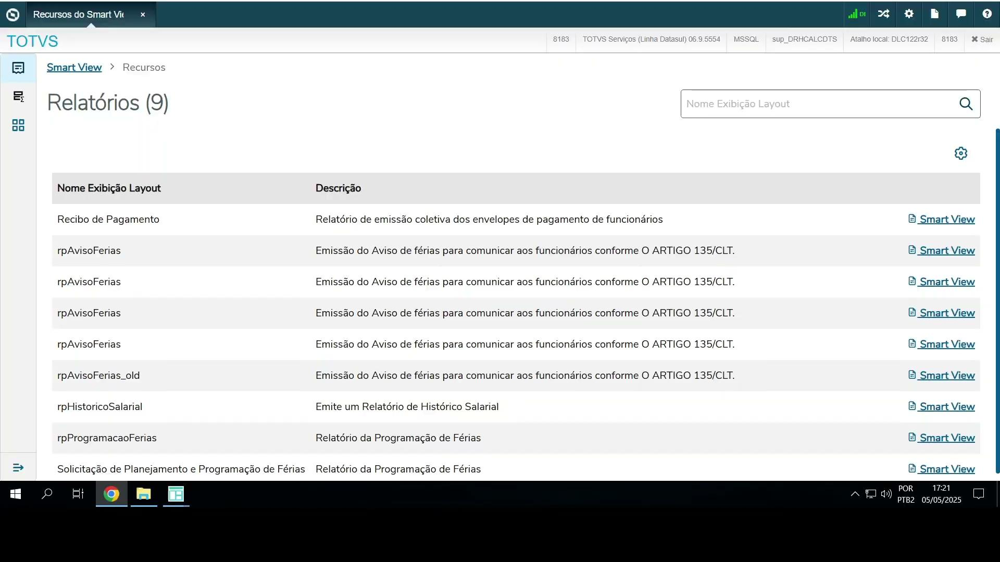 Recursos do Smart Vi
×
DI
TOTVS
8183
TOTVS Serviços (Linha Datasul) 06.9.5554
MSSQL
sup_DRHCALCDTS
Atalho local: DLC122r32
8183
Sair
Smart View > Recursos
Relatórios (9)
Nome Exibição Layout
Nome Exibição Layout Descrição
Recibo de Pagamento Relatório de emissão coletiva dos envelopes de pagamento de funcionários Smart View
rpAvisoFerias Emissão do Aviso de férias para comunicar aos funcionários conforme O ARTIGO 135/CLT. Smart View
rpAvisoFerias Emissão do Aviso de férias para comunicar aos funcionários conforme O ARTIGO 135/CLT. Smart View
rpAvisoFerias Emissão do Aviso de férias para comunicar aos funcionários conforme O ARTIGO 135/CLT. Smart View
rpAvisoFerias Emissão do Aviso de férias para comunicar aos funcionários conforme O ARTIGO 135/CLT. Smart View
rpAvisoFerias_old Emissão do Aviso de férias para comunicar aos funcionários conforme O ARTIGO 135/CLT. Smart View
rpHistoricoSalarial Emite um Relatório de Histórico Salarial Smart View
rpProgramacaoFerias Relatório da Programação de Férias Smart View
Solicitação de Planejamento e Programação de Férias Relatório da Programação de Férias Smart View
POR 17:21
PTB2 05/05/2025